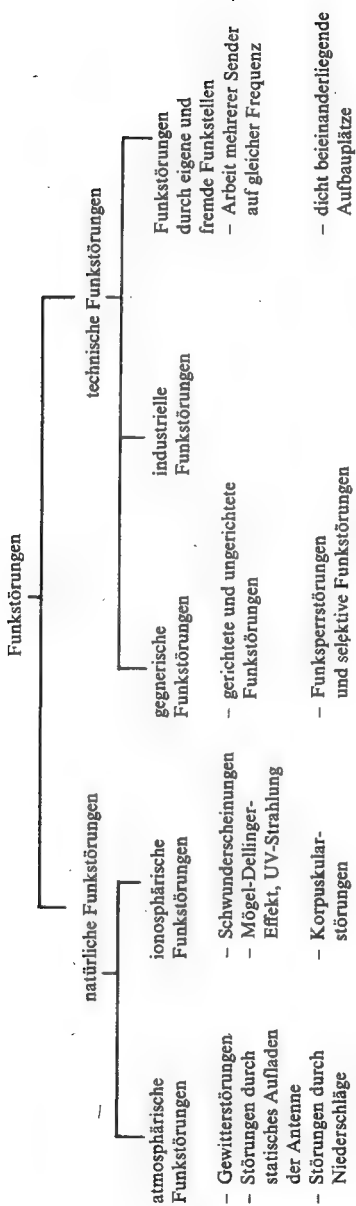 Funkstörungen
natürliche Funkstörungen
technische Funkstörungen
atmosphärische
Funkstörungen
– Gewitterstörungen
– Störungen durch
statisches Aufladen
der Antenne
– Störungen durch
Niederschläge
ionosphärische
Funkstörungen
– Schwunderscheinungen
– Mögel-Dellinger-
Effekt, UV-Strahlung
– Korpuskular-
störungen
gegnerische
Funkstörungen
– gerichtete und ungerichtete
Funkstörungen
– Funksperrstörungen
und selektive Funkstörungen
industrielle
Funkstörungen
Funkstörungen
durch eigene und
fremde Funkstellen
– Arbeit mehrerer Sender
auf gleicher Frequenz
– dicht beieinanderliegende
Aufbauplätze